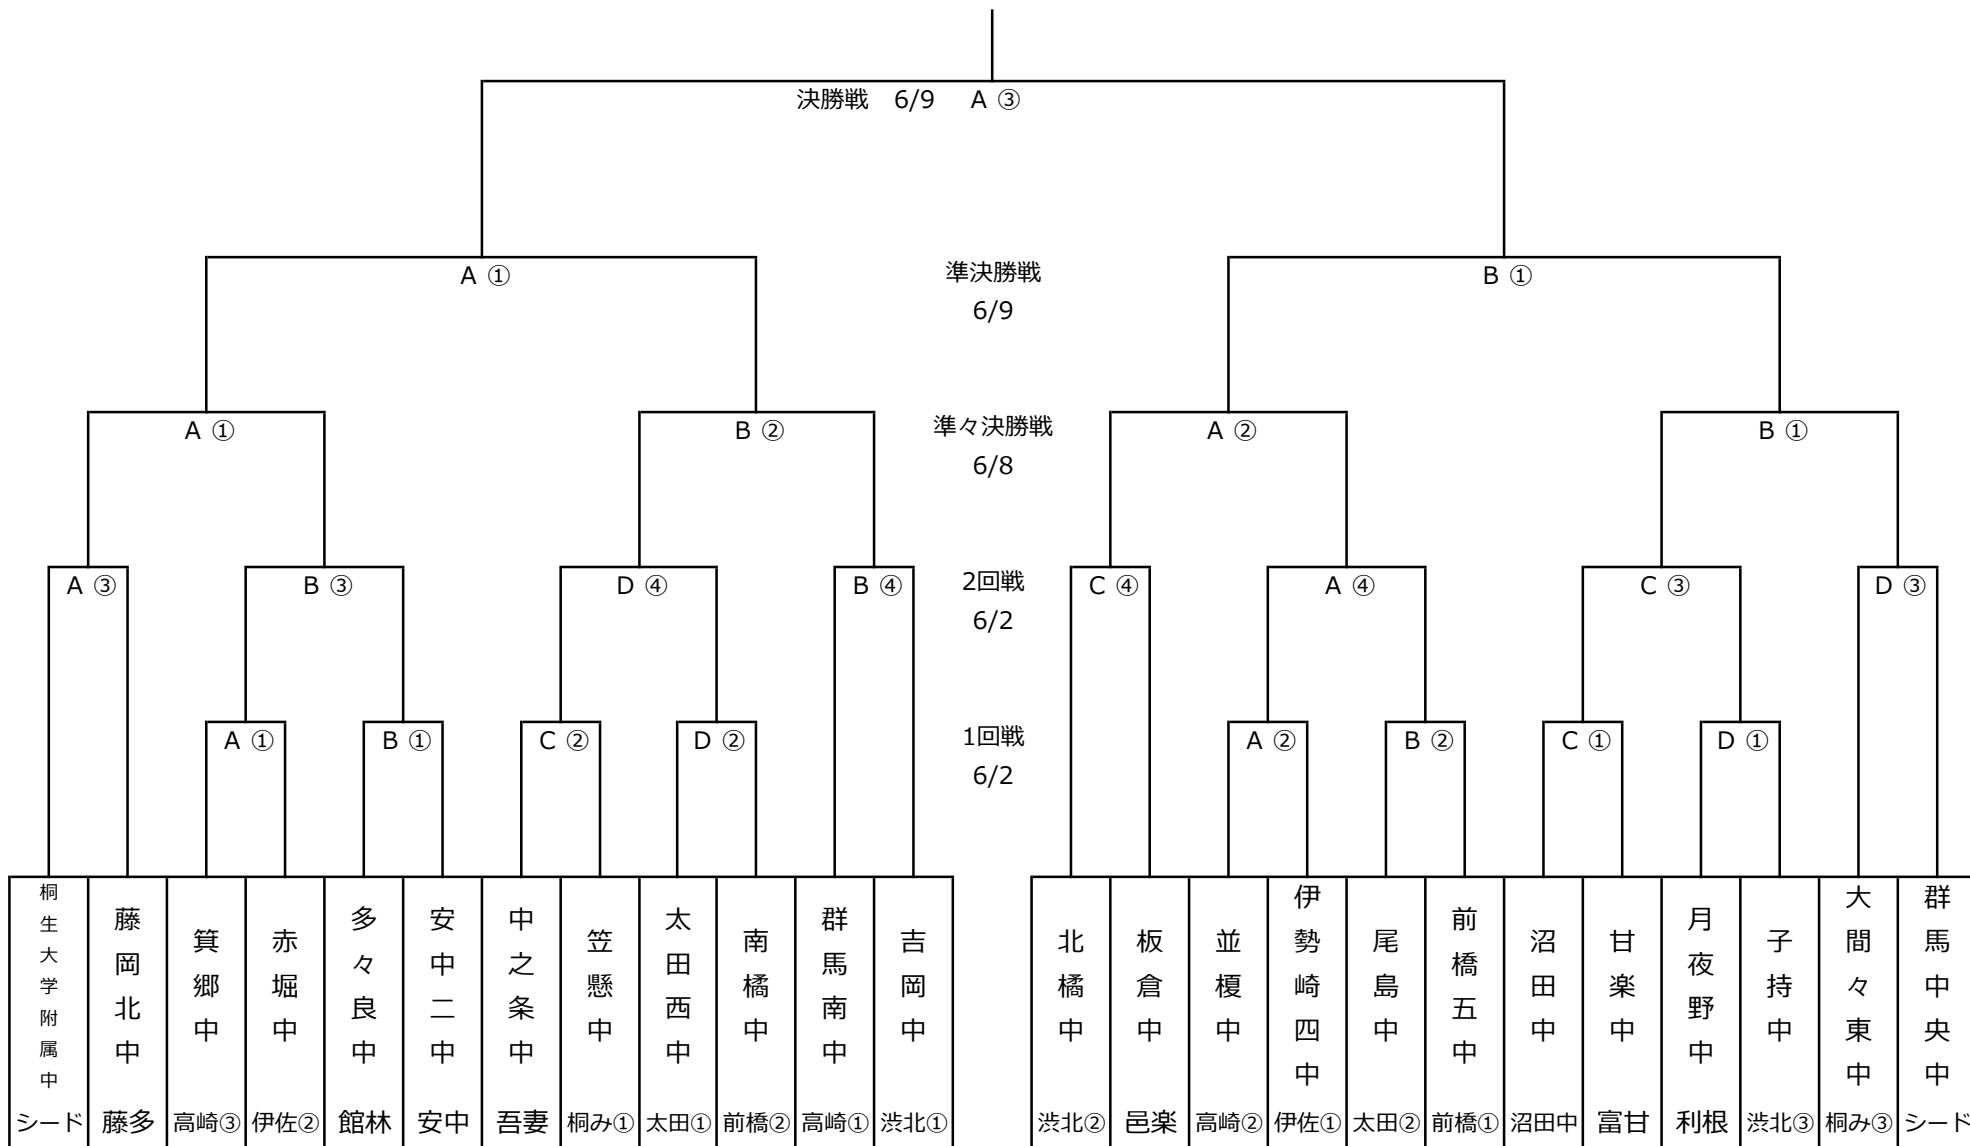 決勝戦 6/9 A ③
A ①
準決勝戦
6/9
B ①
A ①
B ②
準々決勝戦
6/8
A ②
B ①
A ③
B ③
D ④
B ④
2回戦
6/2
C ④
A ④
C ③
D ③
A ①
B ①
C ②
D ②
1回戦
6/2
A ②
B ②
C ①
D ①
桐生大学附属中
藤岡北中
箕郷中
赤堀中
多々良中
安中二中
中之条中
笠懸中
太田西中
南橘中
群馬南中
吉岡中
北橘中
板倉中
並榎中
伊勢崎四中
尾島中
前橋五中
沼田中
甘楽中
月夜野中
子持中
大間々東中
群馬中央中
シード
藤多
高崎③
伊佐②
館林
安中
吾妻
桐み①
太田①
前橋②
高崎①
渋北①
渋北②
邑楽
高崎②
伊佐①
太田②
前橋①
沼田中
富甘
利根
渋北③
桐み③
シード